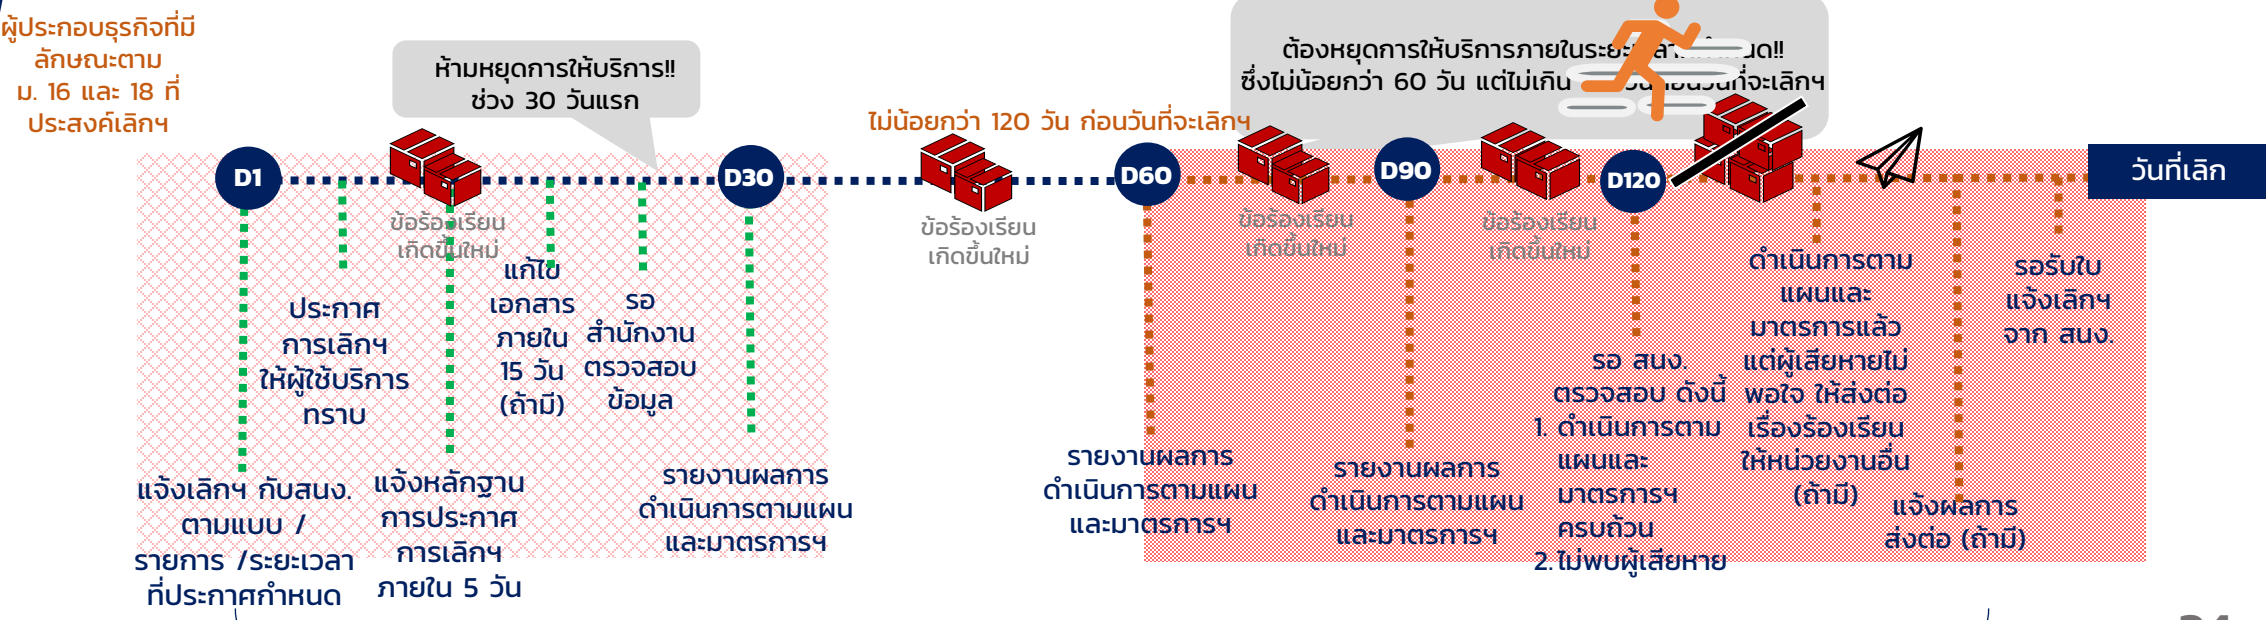 ผู้ประกอบธุรกิจที่มี
ลักษณะตาม
ม. 16 และ 18 ที่
ประสงค์เลิกฯ
ห้ามหยุดการให้บริการ!!
ช่วง 30 วันแรก
ไม่น้อยกว่า 120 วัน ก่อนวันที่จะเลิกฯ
ต้องหยุดการให้บริการภายใน
ซึ่งไม่น้อยกว่า 60 วัน แต่ไม่เกิน
ที่จะเลิกฯ
D1
D30
D60
D90
D120
วันที่เลิก
ข้อร้องเรียน
เกิดขึ้นใหม่
ข้อร้องเรียน
เกิดขึ้นใหม่
ข้อร้องเรียน
เกิดขึ้นใหม่
ข้อร้องเรียน
เกิดขึ้นใหม่
แจ้งเลิกฯ กับสนง.
ตามแบบ /
รายการ /ระยะเวลา
ที่ประกาศกำหนด
ประกาศ
การเลิกฯ
ให้ผู้ใช้บริการ
ทราบ
แจ้งหลักฐาน
การประกาศ
การเลิกฯ
ภายใน 5 วัน
แก้ไข
เอกสาร
ภายใน
15 วัน
(ถ้ามี)
รอ
สำนักงาน
ตรวจสอบ
ข้อมูล
รายงานผลการ
ดำเนินการตามแผน
และมาตรการฯ
รายงานผลการ
ดำเนินการตามแผน
และมาตรการฯ
รายงานผลการ
ดำเนินการตามแผน
และมาตรการฯ
รอ สนง.
ตรวจสอบ ดังนี้
1. ดำเนินการตาม
แผนและ
มาตรการฯ
ครบถ้วน
2. ไม่พบผู้เสียหาย
ดำเนินการตาม
แผนและ
มาตรการแล้ว
แต่ผู้เสียหายไม่
พอใจ ให้ส่งต่อ
เรื่องร้องเรียน
ให้หน่วยงานอื่น
(ถ้ามี)
แจ้งผลการ
ส่งต่อ (ถ้ามี)
รอรับใบ
แจ้งเลิกฯ
จาก สนง.